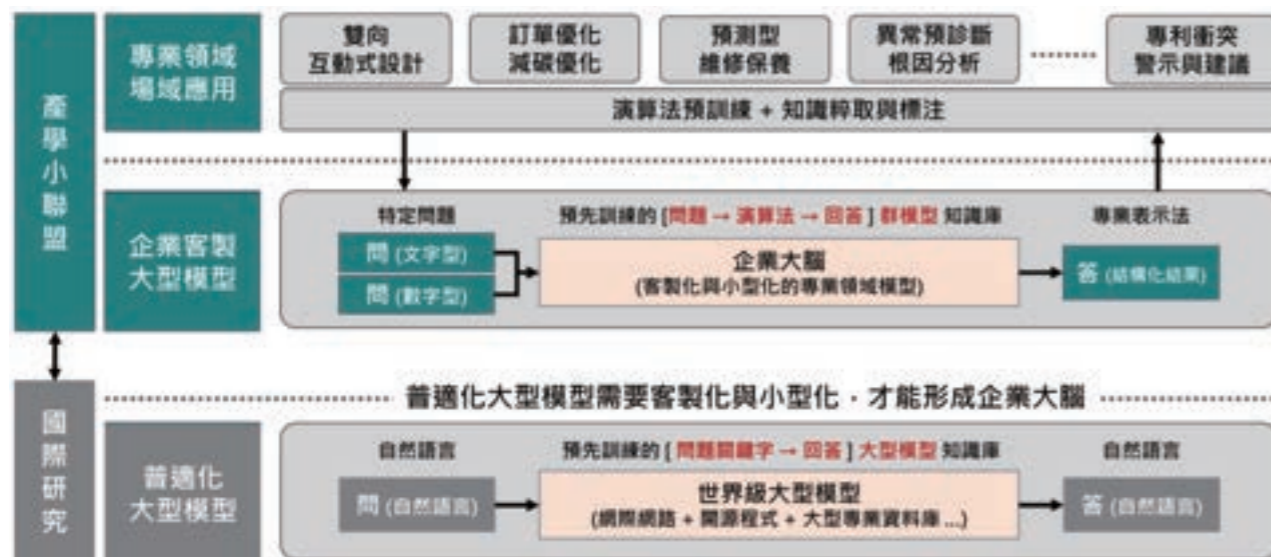 產學小聯盟
專業領域
場域應用
雙向
互動式設計
訂單優化
減碳優化
預測型
維修保養
異常預診斷
根因分析
專利衝突
警示與建議
演算法預訓練 + 知識粹取與標注
企業客製
大型模型
特定問題
問 (文字型)
問 (數字型)
預先訓練的 [問題 → 演算法 → 回答] 群模型 知識庫
企業大腦
(客製化與小型化的專業領域模型)
專業表示法
答 (結構化結果)
普適化大型模型需要客製化與小型化,才能形成企業大腦
國際研究
普適化
大型模型
自然語言
問 (自然語言)
預先訓練的 [ 問題關鍵字 → 回答 ] 大型模型 知識庫
世界級大型模型
(網際網路 + 開源程式 + 大型專業資料庫 ...)
自然語言
答 (自然語言)